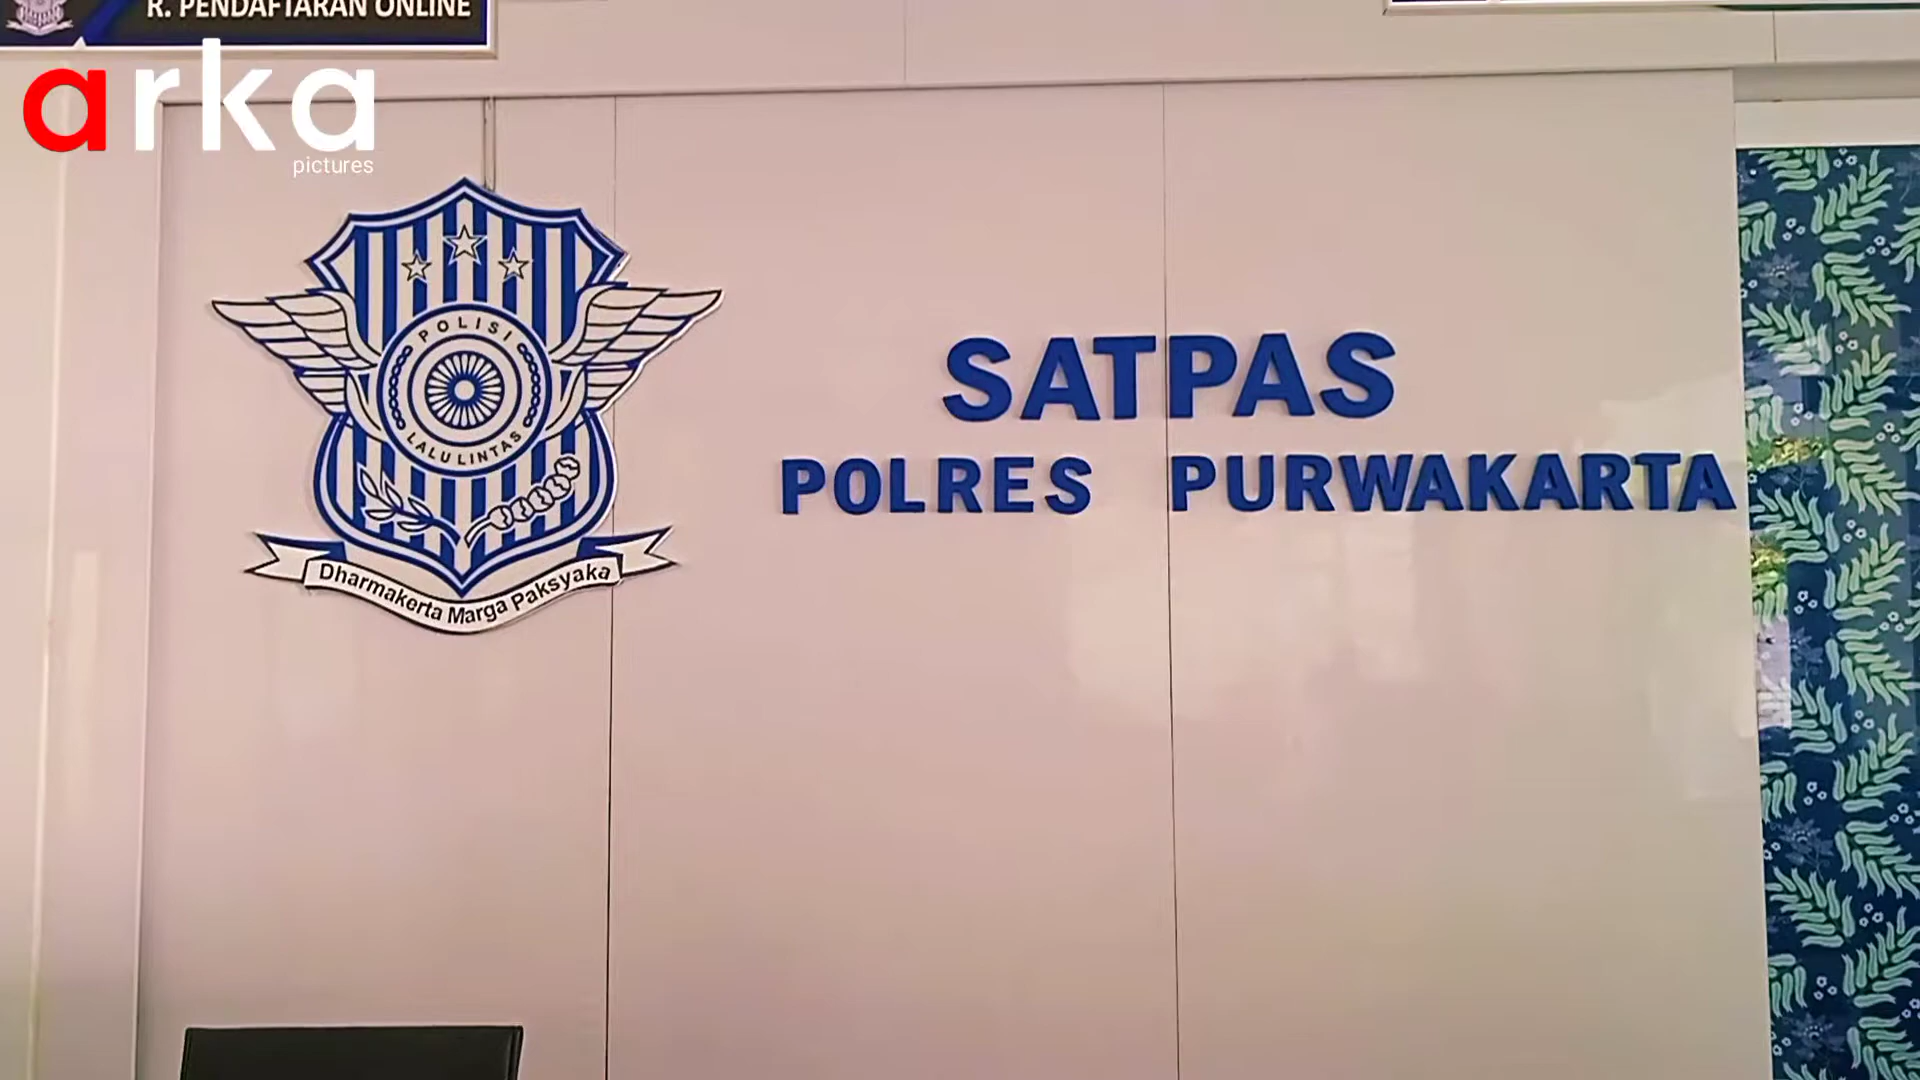 R. PENDAFTARAN ONLINE
arka
pictures
POLISI
LALU LINTAS
Dharmakerta Marga Paksyaka
SATPAS
POLRES PURWAKARTA